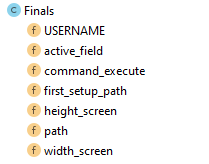 C Finals
f USERNAME
f active_field
f command_execute
f first_setup_path
f height_screen
f path
f width_screen